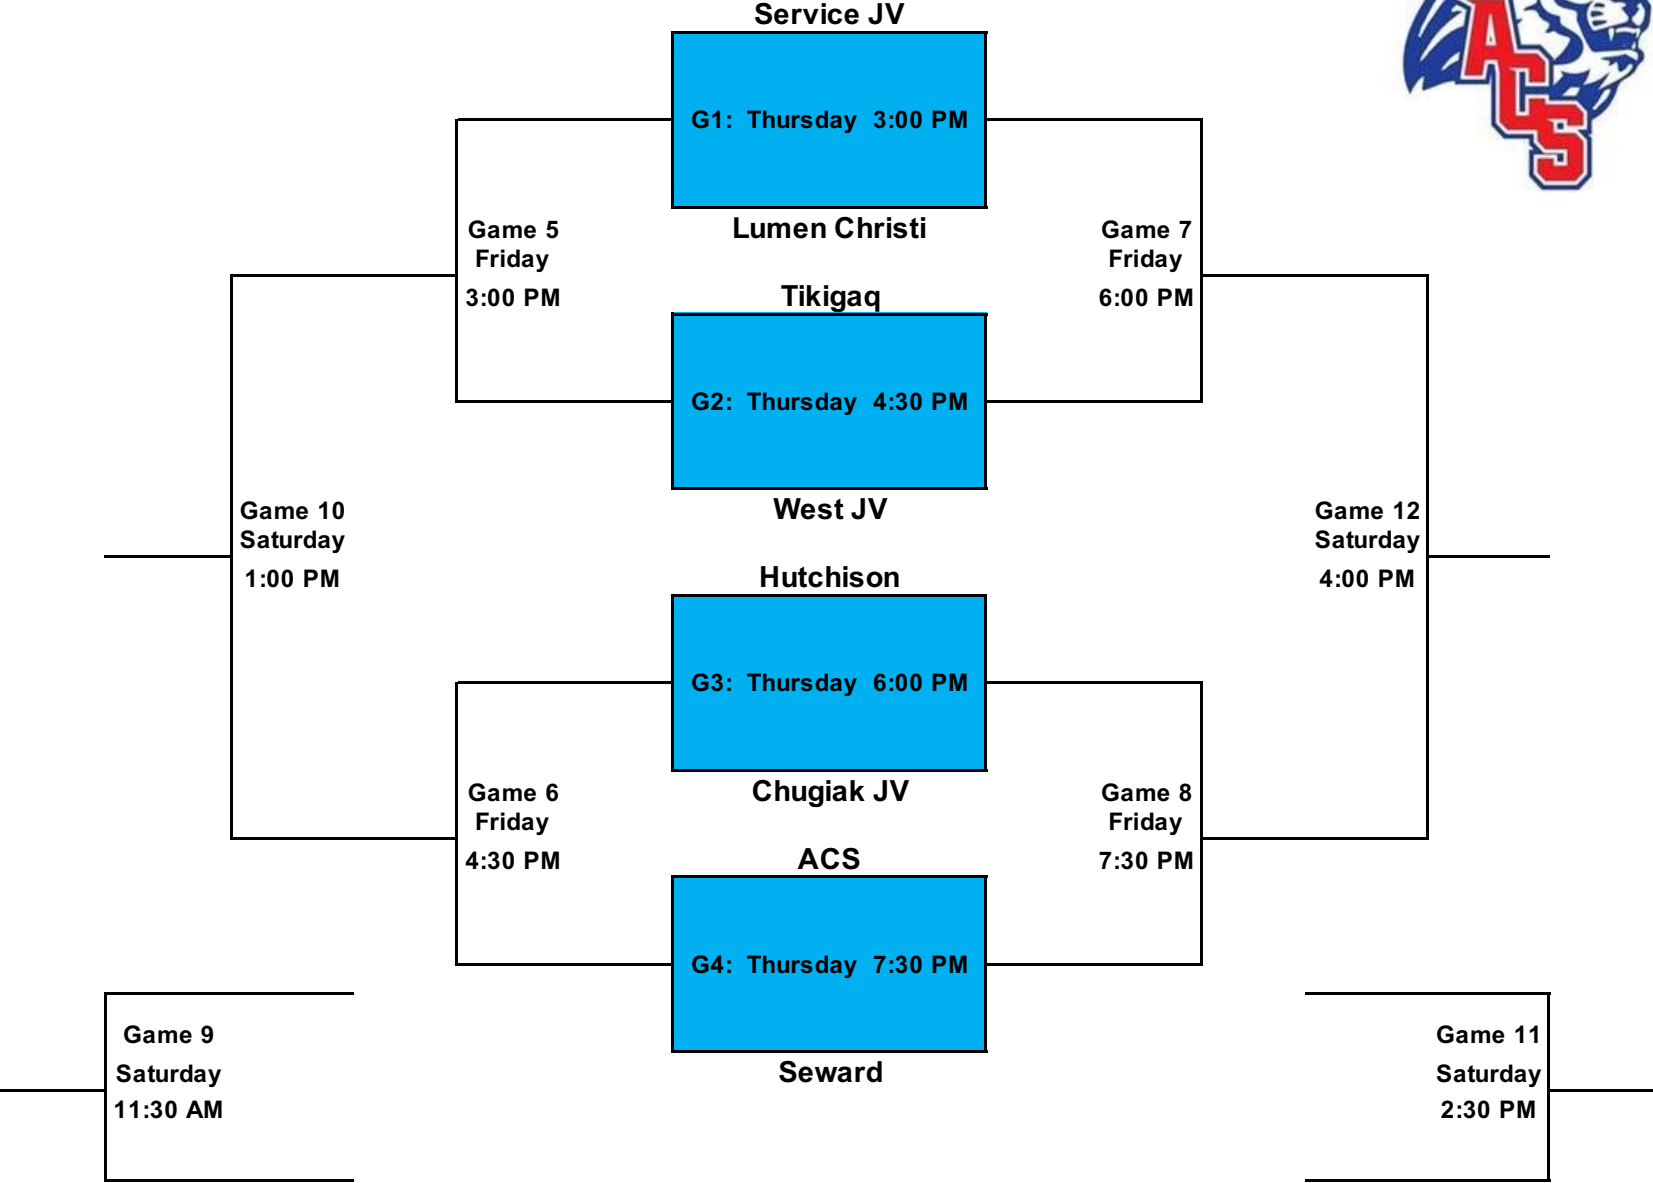 Service JV
ACS
G1: Thursday 3:00 PM
Game 5
Friday
3:00 PM
Lumen Christi
Game 7
Friday
6:00 PM
Tikigaq
G2: Thursday 4:30 PM
West JV
Game 10
Saturday
1:00 PM
Game 12
Saturday
4:00 PM
Hutchison
G3: Thursday 6:00 PM
Chugiak JV
Game 6
Friday
4:30 PM
Game 8
Friday
7:30 PM
ACS
G4: Thursday 7:30 PM
Seward
Game 9
Saturday
11:30 AM
Game 11
Saturday
2:30 PM